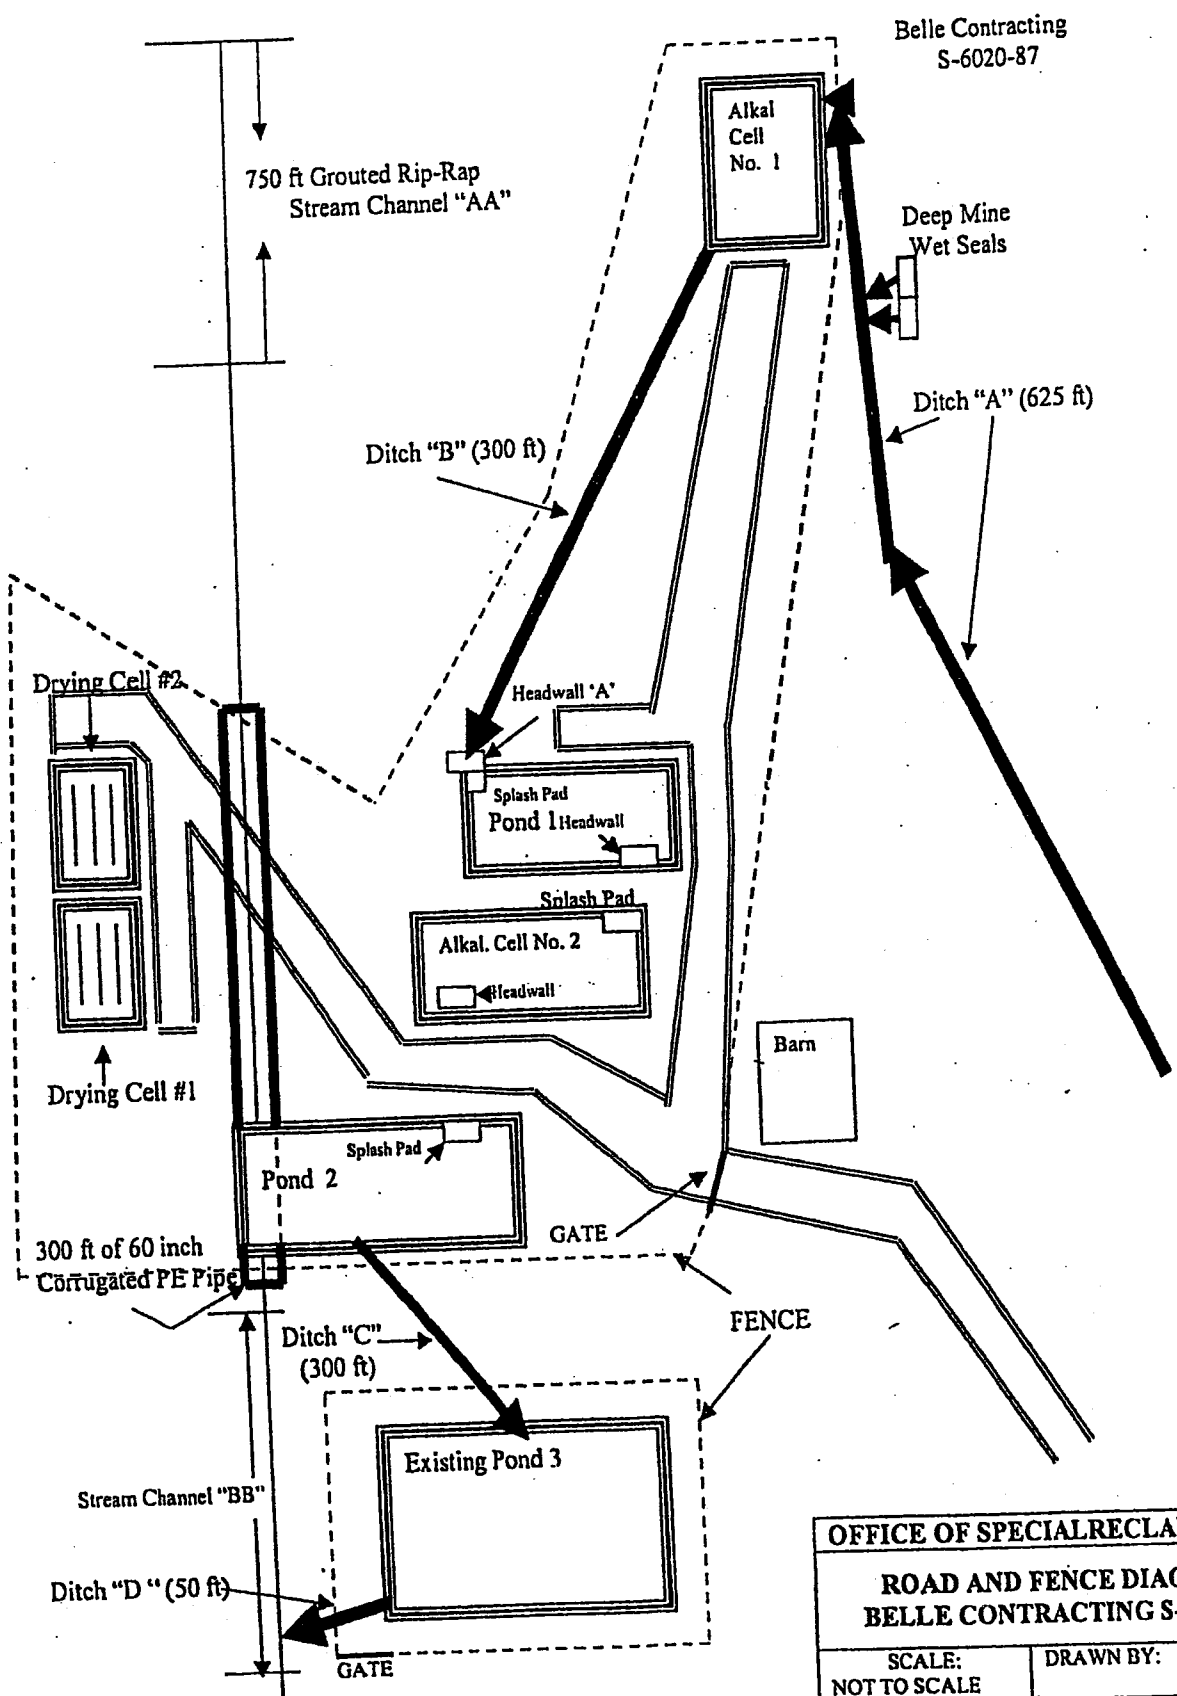 Belle Contracting
S-6020-87
Alkal
Cell
No. 1
750 ft Grouted Rip-Rap
Stream Channel "AA"
Deep Mine
Wet Seals
Ditch "A" (625 ft)
Ditch "B" (300 ft)
Drying Cell #2
Headwall 'A'
Splash Pad
Pond 1
Headwall
Splash Pad
Alkal. Cell No. 2
Headwall
Barn
Drying Cell #1
Splash Pad
Pond 2
GATE
300 ft of 60 inch
Corrugated PE Pipe
FENCE
Ditch "C"
(300 ft)
Existing Pond 3
Stream Channel "BB"
Ditch "D " (50 ft)
GATE
OFFICE OF SPECIALRECLA
ROAD AND FENCE DIAG
BELLE CONTRACTING S-
SCALE:
NOT TO SCALE
DRAWN BY: